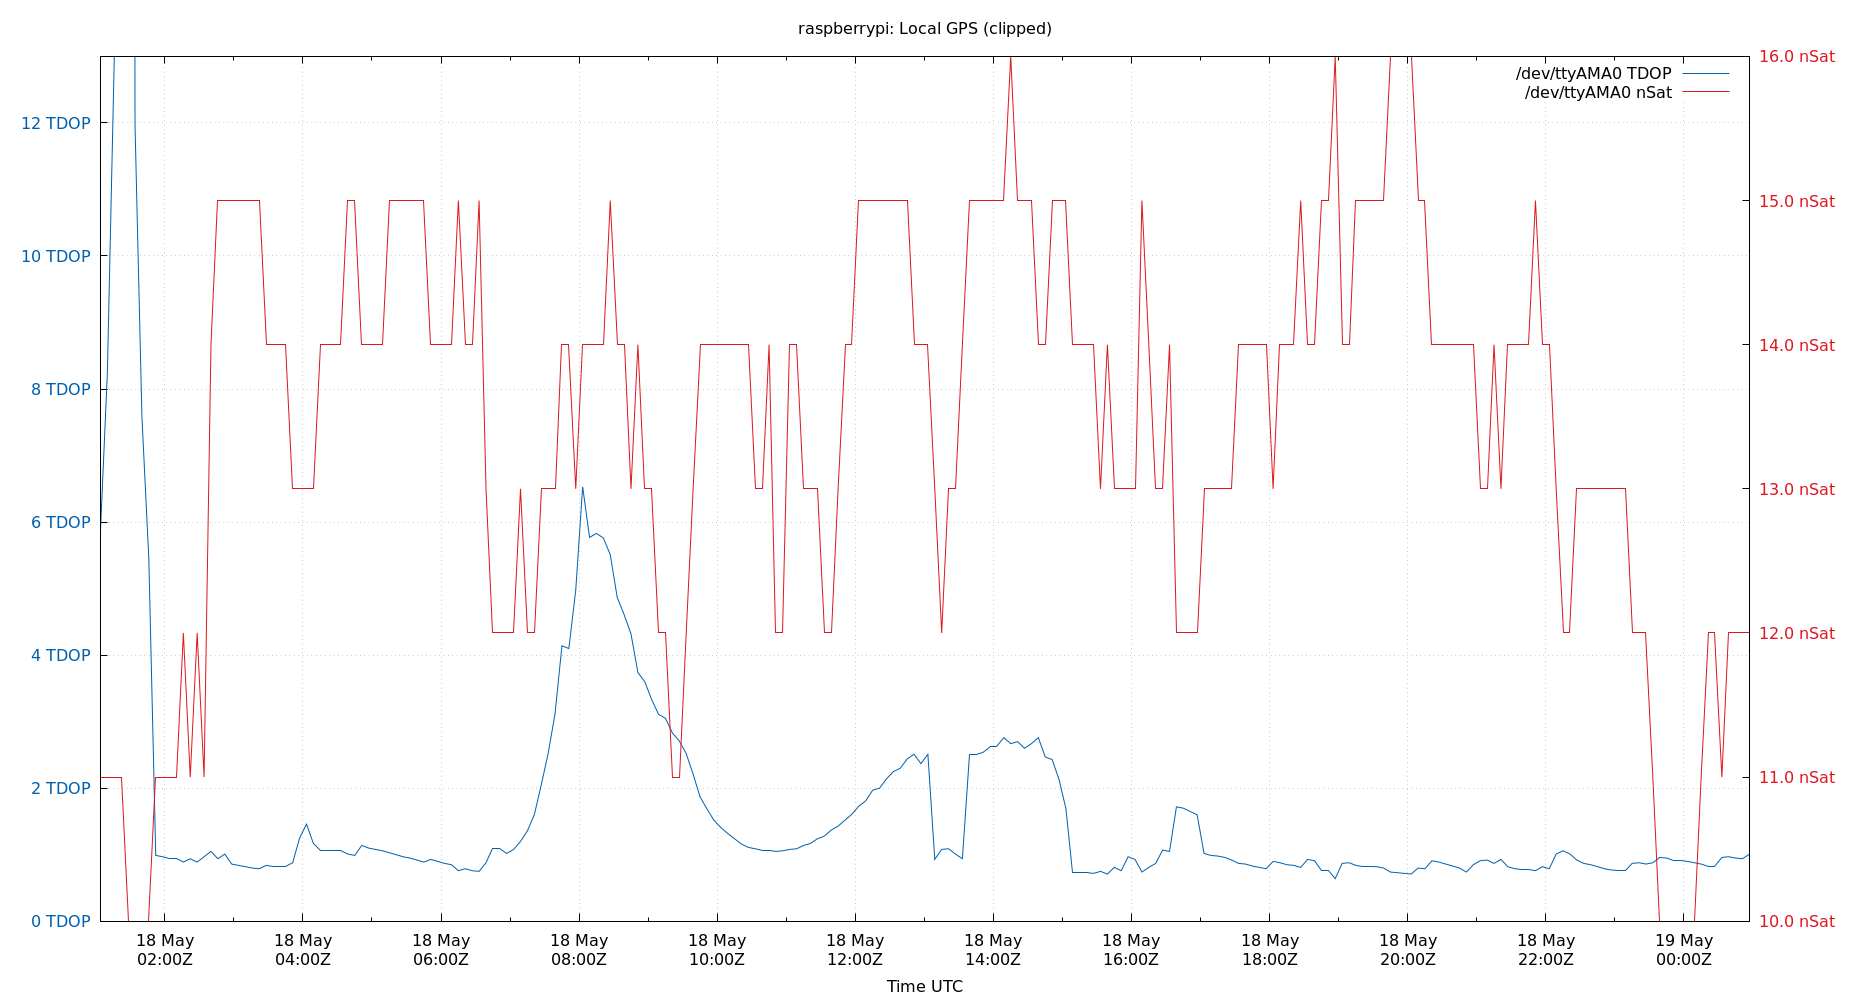 raspberrypi: Local GPS (clipped)
/dev/ttyAMA0 TDOP
/dev/ttyAMA0 nSat
12 TDOP
10 TDOP
8 TDOP
6 TDOP
4 TDOP
2 TDOP
0 TDOP
16.0 nSat
15.0 nSat
14.0 nSat
13.0 nSat
12.0 nSat
11.0 nSat
10.0 nSat
18 May
02:00Z
18 May
04:00Z
18 May
06:00Z
18 May
08:00Z
18 May
10:00Z
18 May
12:00Z
18 May
14:00Z
18 May
16:00Z
18 May
18:00Z
18 May
20:00Z
18 May
22:00Z
19 May
00:00Z
Time UTC